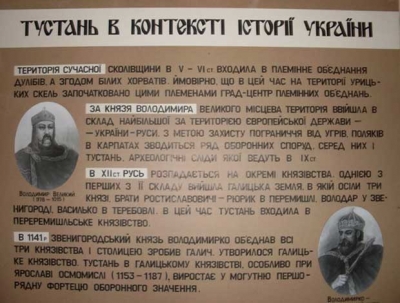 ТУСТАНЬ В КОНТЕКСТІ ІСТОРІЇ УКРАЇНИ
ТЕРИТОРІЯ СУЧАСНОЇ СКОЛІВЩИНИ В V – VI ст ВХОДИЛА В ПЛЕМІННЕ ОБЄДНАННЯ
ДУЛІБІВ, А ЗГОДОМ БІЛИХ ХОРВАТІВ. ЙМОВІРНО, ЩО В ЦЕЙ ЧАС НА ТЕРИТОРІЇ УРИЦЬ-
КИХ СКЕЛЬ ЗАПОЧАТКОВАНО ЦИМИ ПЛЕМЕНАМИ ГРАД-ЦЕНТР ПЛЕМІННИХ ОБ'ЄДНАНЬ.
ЗА КНЯЗЯ ВОЛОДИМИРА ВЕЛИКОГО МІСЦЕВА ТЕРИТОРІЯ ВВІЙШЛА В
СКЛАД НАЙБІЛЬШОЇ ЗА ТЕРИТОРІЄЮ ЄВРОПЕЙСЬКОЇ ДЕРЖАВИ —
—УКРАЇНИ-РУСИ. З МЕТОЮ ЗАХИСТУ ПОГРАНИЧЧЯ ВІД УГРІВ, ПОЛЯКІВ
В КАРПАТАХ ЗВОДИТЬСЯ РЯД ОБОРОННИХ СПОРУД, СЕРЕД НИХ І
ТУСТАНЬ. АРХЕОЛОГІЧНІ СЛІДИ ЯКОЇ ВЕДУТЬ В IX ст.
Володимир Великий
В XII ст РУСЬ РОЗПАДАЄТЬСЯ НА ОКРЕМІ КНЯЗІВСТВА. ОДНІЄЮ З
ПЕРШИХ З ЇЇ СКЛАДУ ВИЙШЛА ГАЛИЦЬКА ЗЕМЛЯ, В ЯКІЙ ОСІЛИ ТРИ
КНЯЗІ БРАТИ РОСТИСЛАВОВИЧІ – РЮРИК В ПЕРЕМИШЛІ, ВОЛОДАР У ЗВЕ-
НИГОРОДІ, ВАСИЛЬКО В ТЕРЕБОВЛІ. В ЦЕЙ ЧАС ТУСТАНЬ ВХОДИЛА В
ПЕРЕМИШЛЬСЬКЕ КНЯЗІВСТВО.
В 1141р ЗВЕНИГОРОДСЬКИЙ КНЯЗЬ ВОЛОДИМИРКО ОБЄДНАВ ВСІ
ТРИ КНЯЗІВСТВА І СТОЛИЦЕЮ ЗРОБИВ ГАЛИЧ. УТВОРИЛОСЯ ГАЛИЦЬ-
КЕ КНЯЗІВСТВО. ТУСТАНЬ В ГАЛИЦЬКОМУ КНЯЗІВСТВІ, ОСОБЛИВО ПРИ
ЯРОСЛАВІ ОСМОМИСЛІ (1153 – 1187), ВИРОСТАЄ У МОГУТНЮ ПЕРШО-
РЯДНУ ФОРТЕЦЮ ОБОРОННОГО ЗНАЧЕННЯ.
Володимирко –